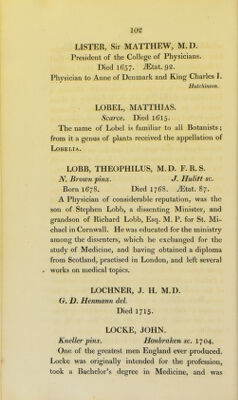 102
LISTER, Sir MATTHEW, M. D.
President of the College of Physicians.
Died 1657. Ætat. 92.
Physician to Anne of Denmark and King Charles I.
Hutchinson.
LOBEL, MATTHIAS.
Scarce. Died 1615.
The name of Lobel is familiar to all Botanists;
from it a genus of plants received the appellation of
LOBELIA.
LOBB, THEOPHILUS, M. D. F. R. S.
N. Brown pinx. J. Hulitt sc.
Born 1678. Died 1768. Ætat. 87.
A Physician of considerable reputation, was the
son of Stephen Lobb, a dissenting Minister, and
grandson of Richard Lobb, Esq. M. P. for St. Mi-
chael in Cornwall. He was educated for the ministry
among the dissenters, which he exchanged for the
study of Medicine, and having obtained a diploma
from Scotland, practised in London, and left several
works on medical topics.
LOCHNER, J. H. M. D.
G. D. Henmann del.
Died 1715.
LOCKE, JOHN.
Kneller pinx. Houbraken sc. 1704.
One of the greatest men England ever produced.
Locke was originally intended for the profession,
took a Bachelor's degree in Medicine, and was